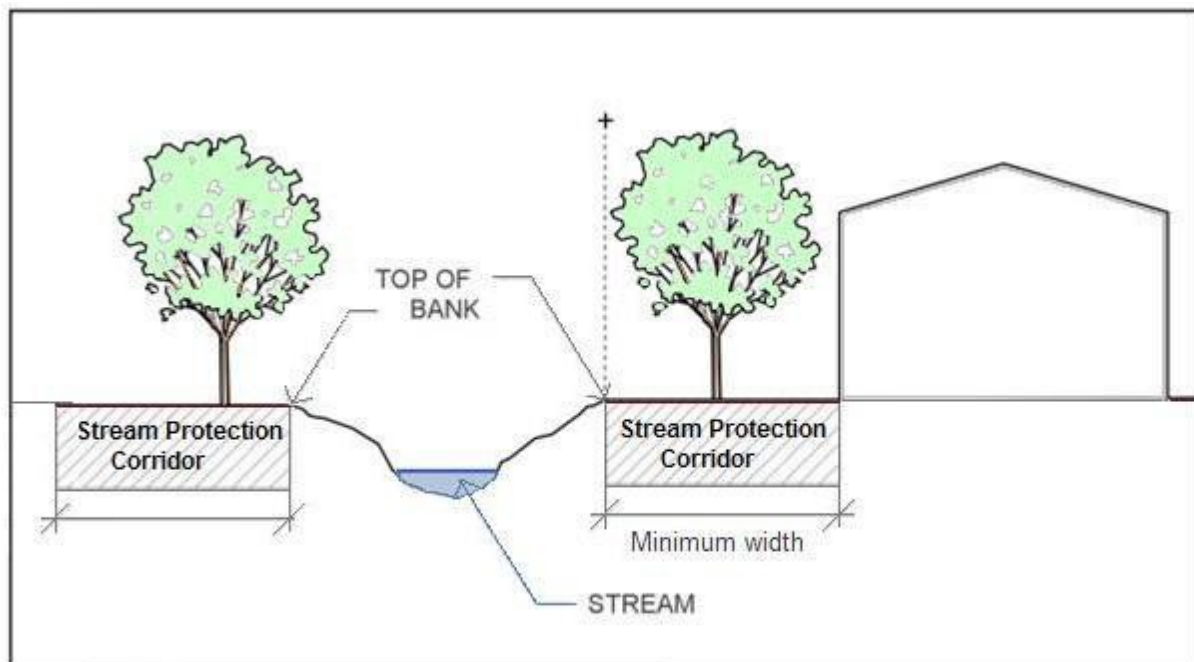 TOP OF
BANK
Stream Protection
Corridor
Stream Protection
Corridor
Minimum width
STREAM